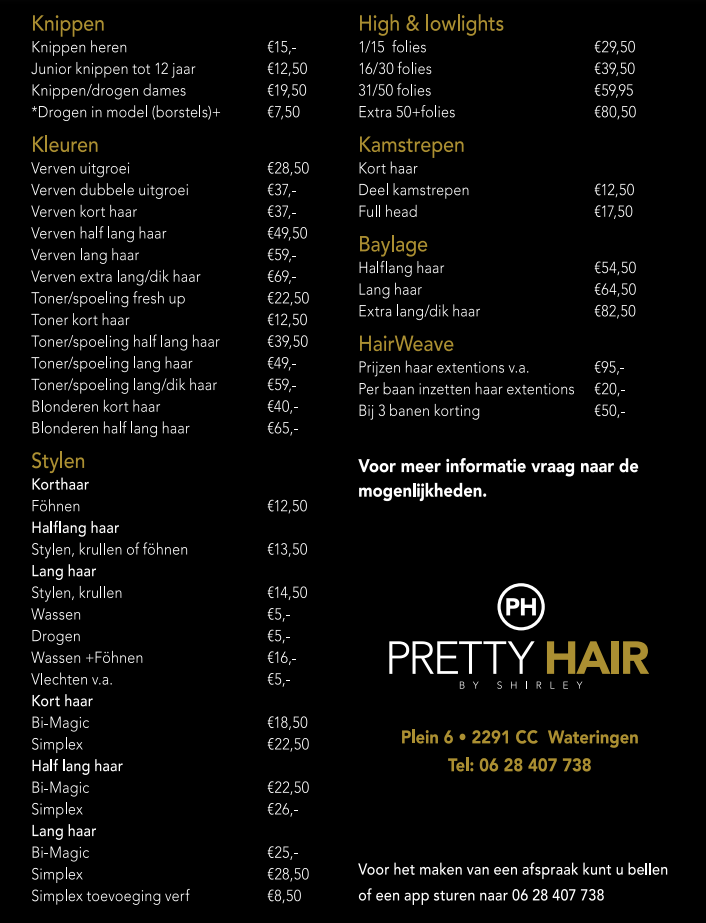 Knippen
Knippen heren €15,-
Junior knippen tot 12 jaar €12,50
Knippen/drogen dames €19,50
*Drogen in model (borstels)+ €7,50
Kleuren
Verven uitgroei €28,50
Verven dubbele uitgroei €37,-
Verven kort haar €37,-
Verven half lang haar €49,50
Verven lang haar €59,-
Verven extra lang/dik haar €69,-
Toner/spoeling fresh up €22,50
Toner kort haar €12,50
Toner/spoeling half lang haar €39,50
Toner/spoeling lang haar €49,-
Toner/spoeling lang/dik haar €59,-
Blonderen kort haar €40,-
Blonderen half lang haar €65,-
Stylen
Korthaar
Föhnen €12,50
Halflang haar
Stylen, krullen of föhnen €13,50
Lang haar
Stylen, krullen €14,50
Wassen €5,-
Drogen €5,-
Wassen +Föhnen €16,-
Vlechten v.a. €5,-
Kort haar
Bi-Magic €18,50
Simplex €22,50
Half lang haar
Bi-Magic €22,50
Simplex €26,-
Lang haar
Bi-Magic €25,-
Simplex €28,50
Simplex toevoeging verf €8,50
High & lowlights
1/15 folies €29,50
16/30 folies €39,50
31/50 folies €59,95
Extra 50+folies €80,50
Kamstrepen
Kort haar
Deel kamstrepen €12,50
Full head €17,50
Baylage
Halflang haar €54,50
Lang haar €64,50
Extra lang/dik haar €82,50
HairWeave
Prijzen haar extentions v.a. €95,-
Per baan inzetten haar extentions €20,-
Bij 3 banen korting €50,-
Voor meer informatie vraag naar de
mogenlijkheden.
PH
PRETTY HAIR
BY SHIRLEY
Plein 6 • 2291 CC Wateringen
Tel: 06 28 407 738
Voor het maken van een afspraak kunt u bellen
of een app sturen naar 06 28 407 738